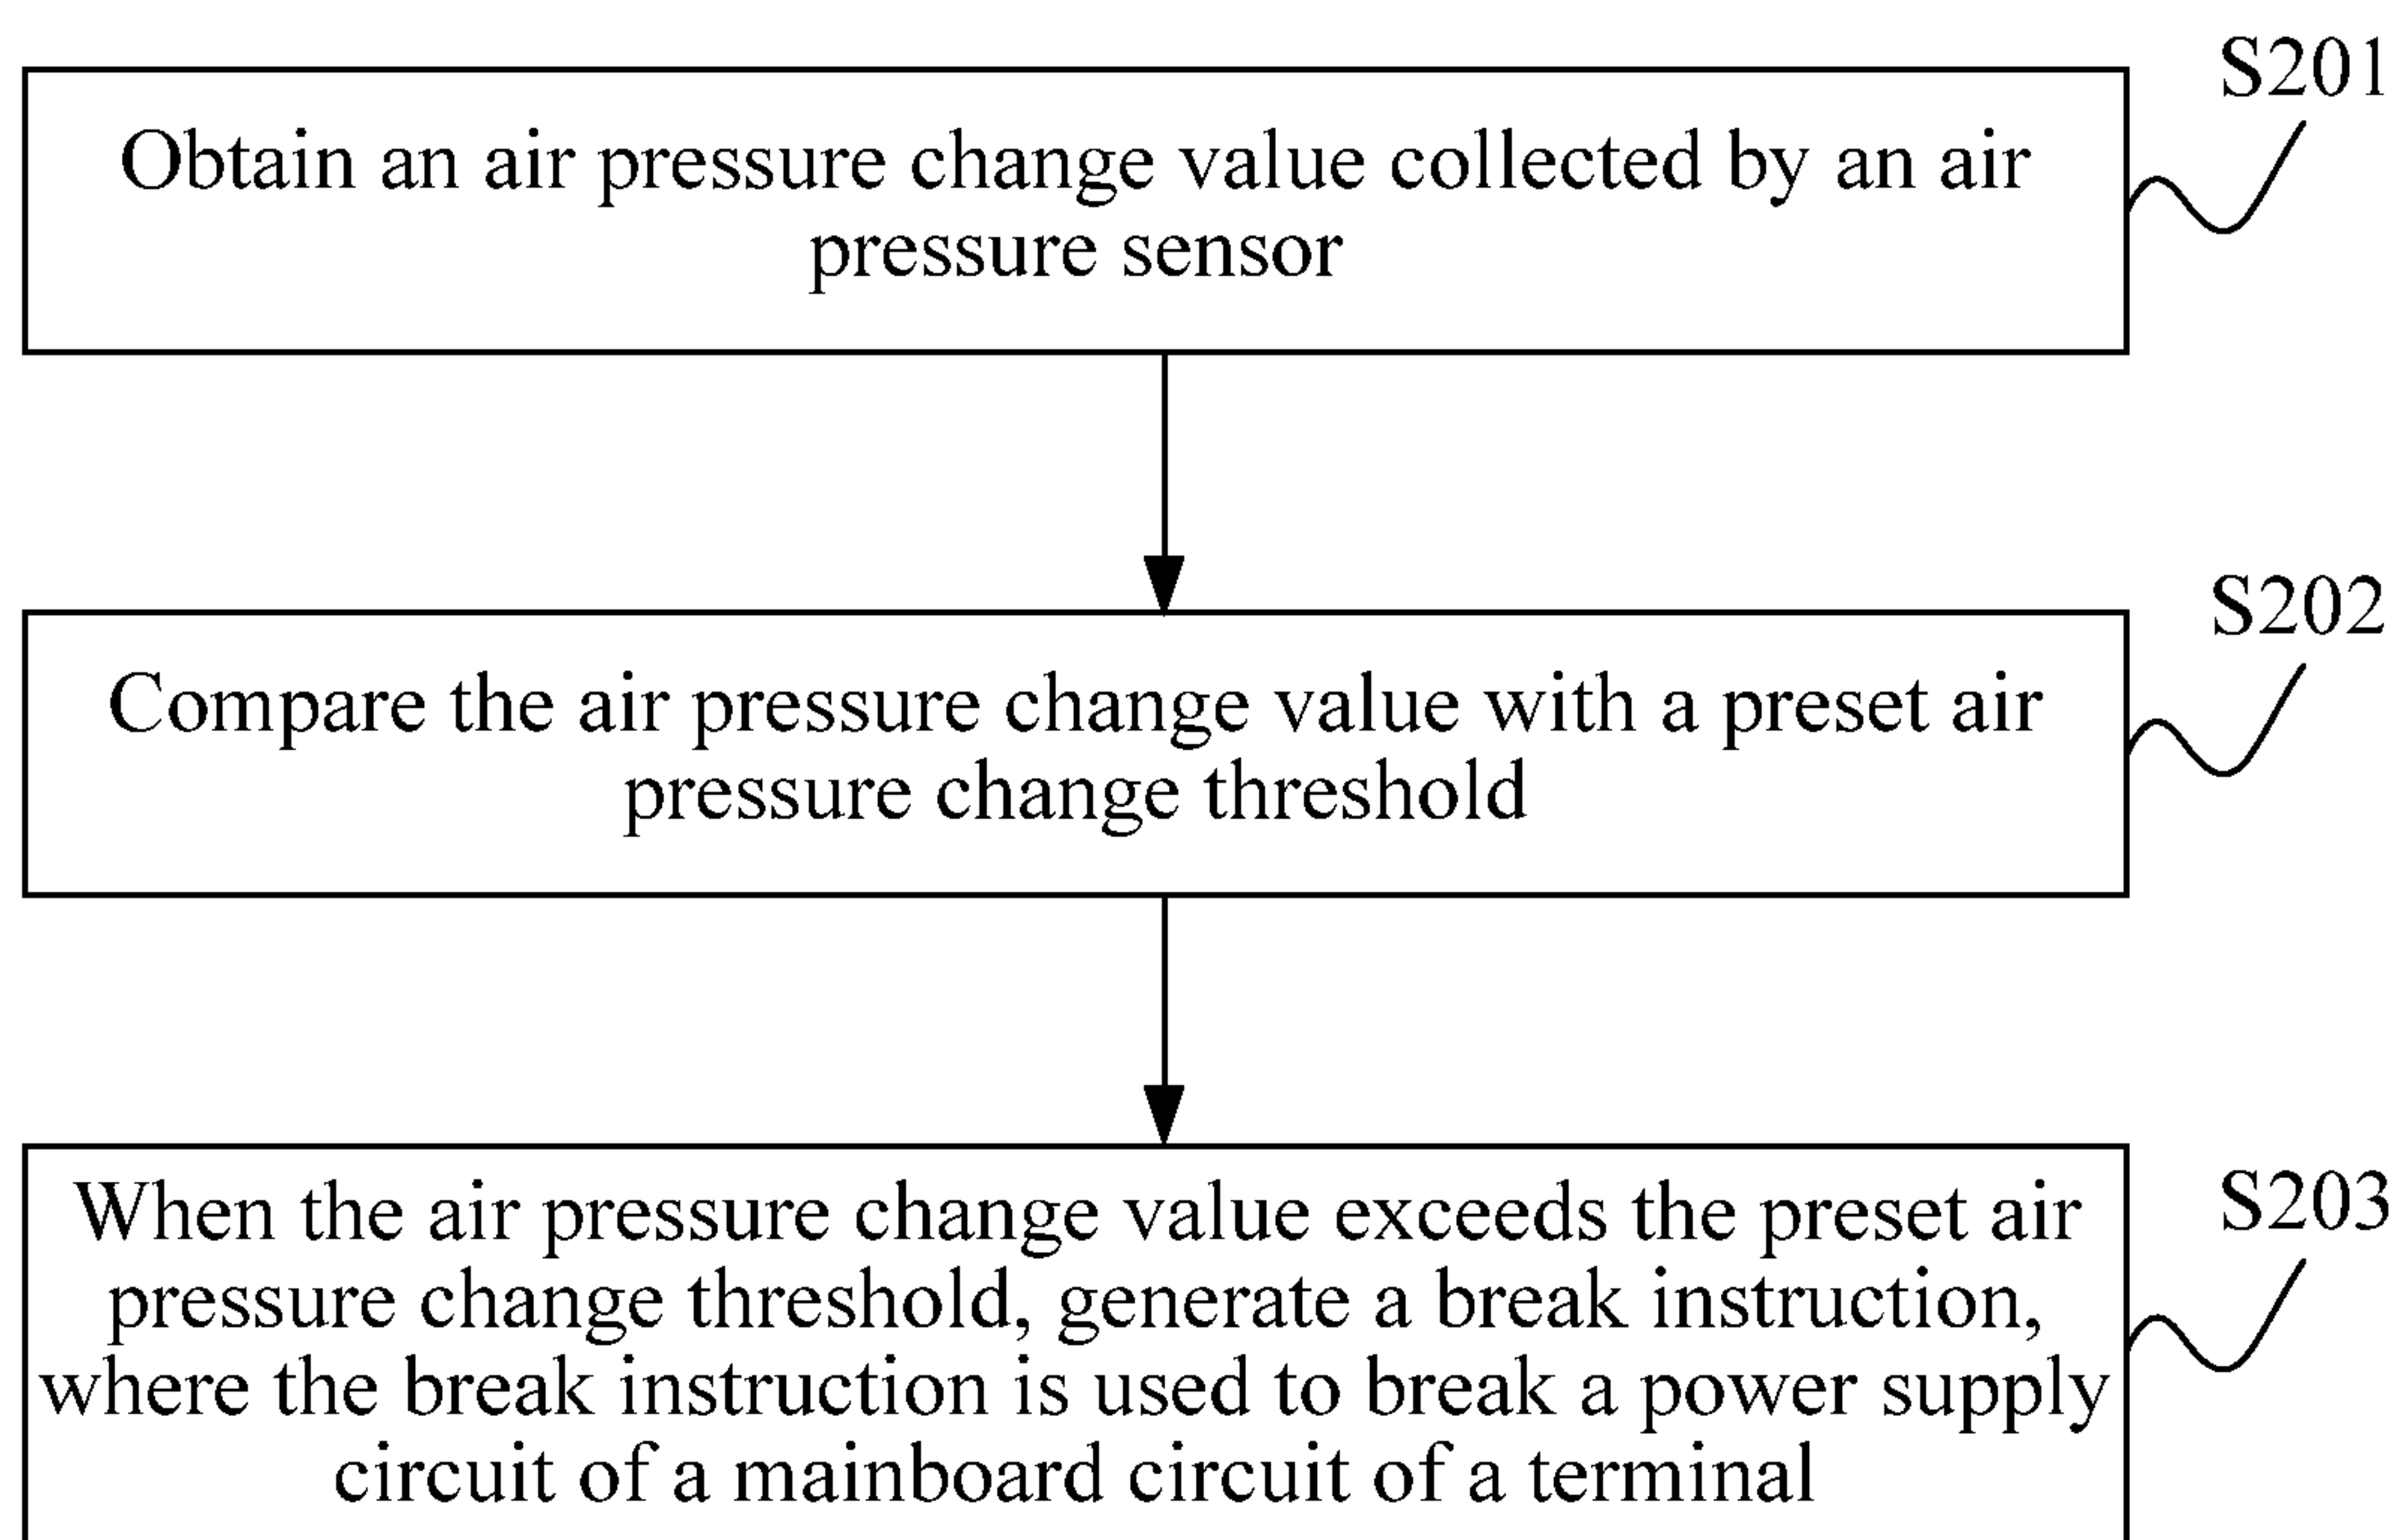 S201
Obtain an air pressure change value collected by an air
pressure sensor
S202
Compare the air pressure change value with a preset air
pressure change threshold
S203
When the air pressure change value exceeds the preset air
pressure change threshold, generate a break instruction,
where the break instruction is used to break a power supply
circuit of a mainboard circuit of a terminal